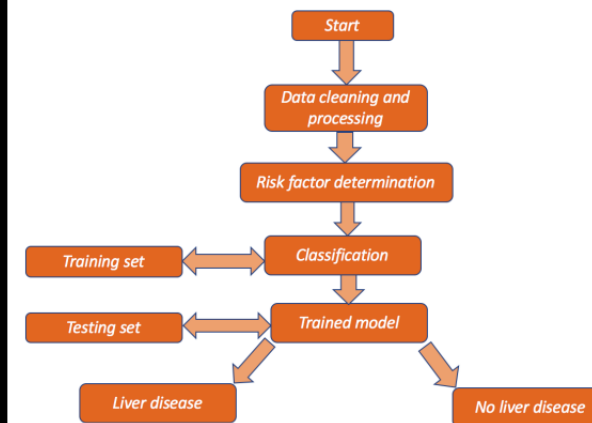 Start
Data cleaning and
processing
Risk factor determination
Training set
Classification
Testing set
Trained model
Liver disease
No liver disease